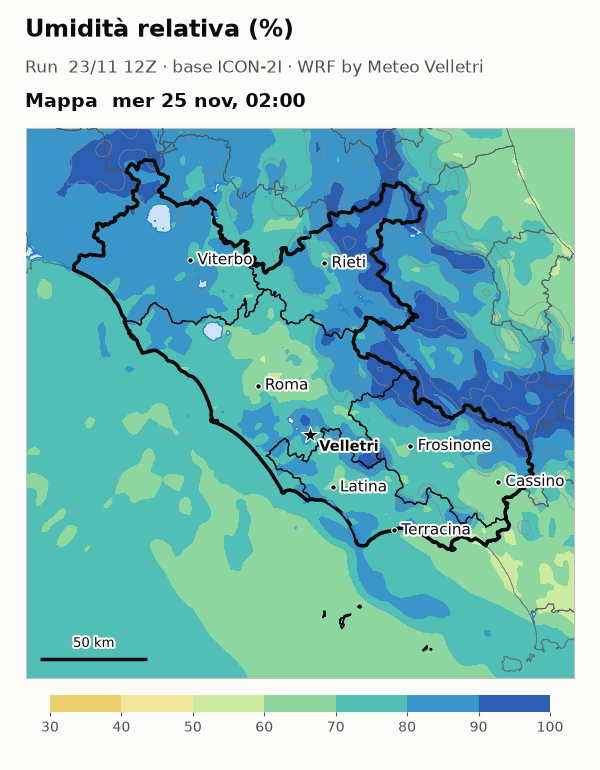 Umidità relativa (%)
Run  23/11 12Z · base ICON-2I · WRF by Meteo Velletri
Mappa  mer 25 nov, 02:00
Viterbo
Rieti
Roma
Velletri
Frosinone
Latina
Cassino
Terracina
50 km
30 40 50 60 70 80 90 100